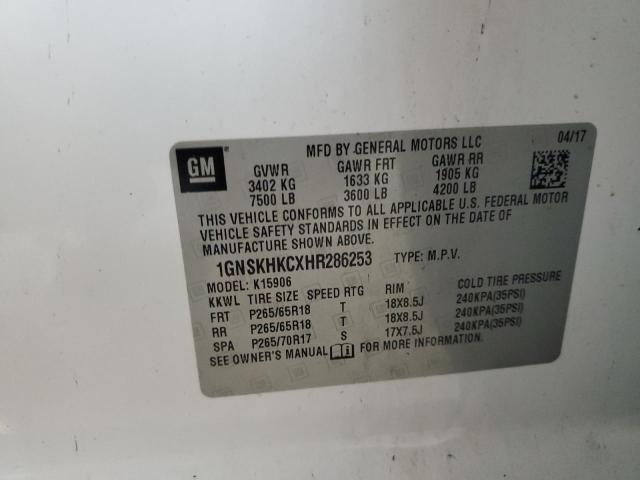 GM
MFD BY GENERAL MOTORS LLC 04/17
GVWR GAWR FRT GAWR RR
3402 KG 1633 KG 1905 KG
7500 LB 3600 LB 4200 LB
THIS VEHICLE CONFORMS TO ALL APPLICABLE U.S. FEDERAL MOTOR
VEHICLE SAFETY STANDARDS IN EFFECT ON THE DATE OF
MANUFACTURE SHOWN ABOVE.
1GNSKHKCXHR286253 TYPE: M.P.V.
MODEL: K15906
KKWL TIRE SIZE SPEED RTG RIM COLD TIRE PRESSURE
FRT P265/65R18 T 18X8.5J 240KPA(35PSI)
RR P265/65R18 T 18X8.5J 240KPA(35PSI)
SPA P265/70R17 S 17X7.5J 240KPA(35PSI)
SEE OWNER'S MANUAL FOR MORE INFORMATION.